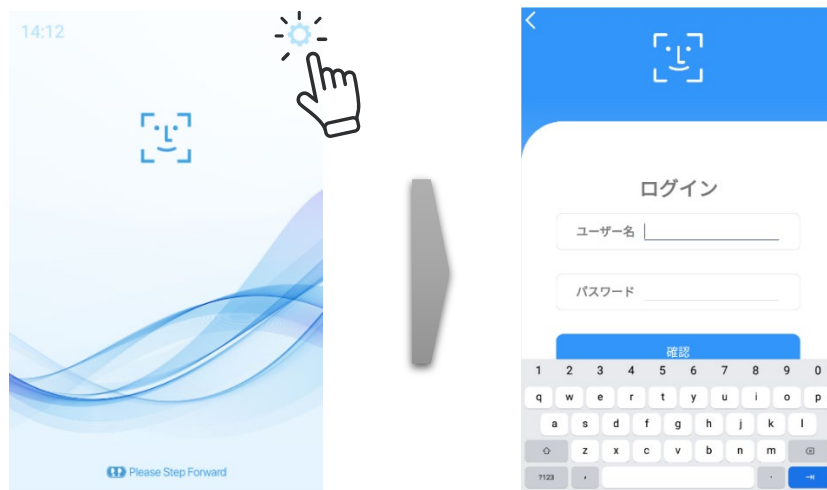 14:12
Please Step Forward
ログイン
ユーザー名
パスワード
確認
1 2 3 4 5 6 7 8 9 0
q w e r t y u i o p
a s d f g h j k l
z x c v b n m
?123 , .